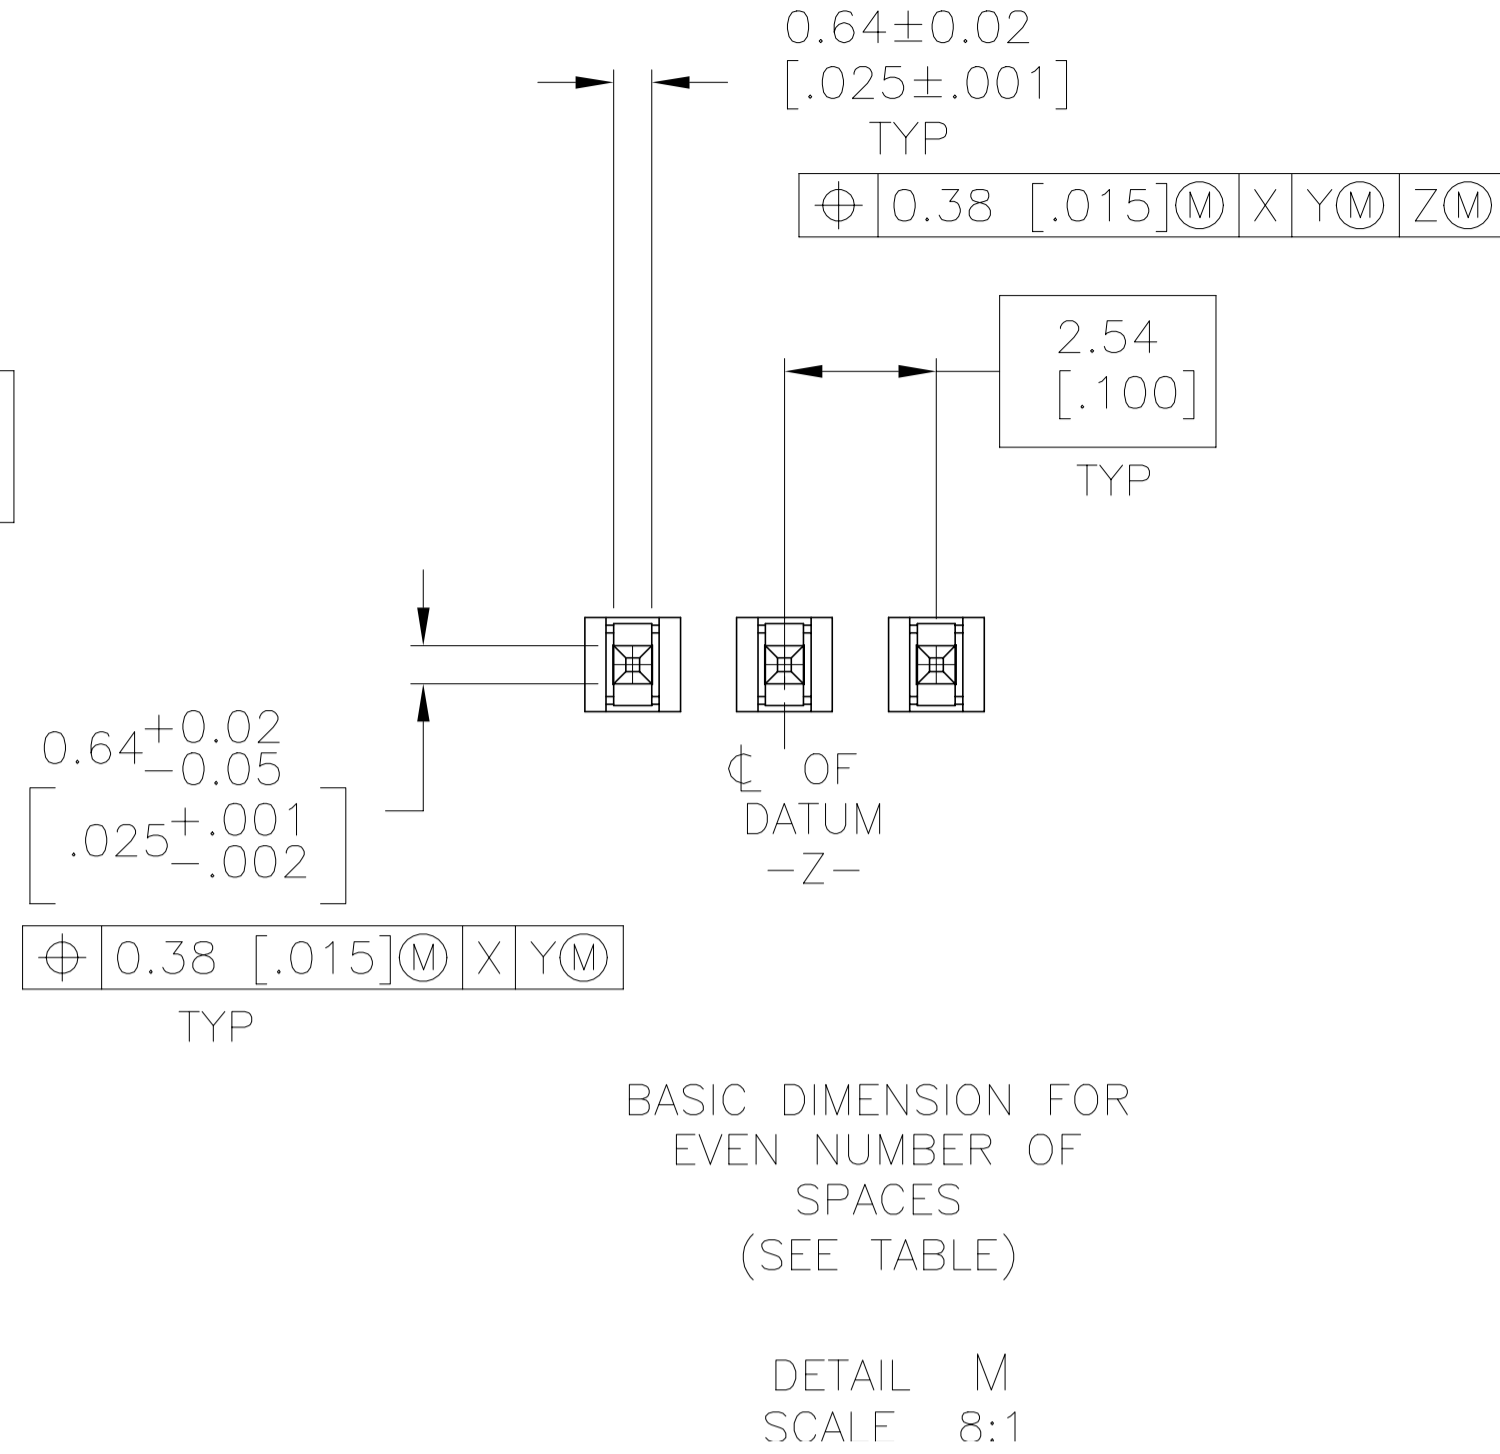 0.64±0.02
[.025±.001]
TYP
⌖ 0.38 [.015]Ⓜ X YⓂ ZⓂ
2.54
[.100]
TYP
0.64 +0.02
-0.05
[.025 +.001
-.002]
⌖ 0.38 [.015]Ⓜ X YⓂ
TYP
℄ OF
DATUM
-Z-
BASIC DIMENSION FOR
EVEN NUMBER OF
SPACES
(SEE TABLE)
DETAIL M
SCALE 8:1